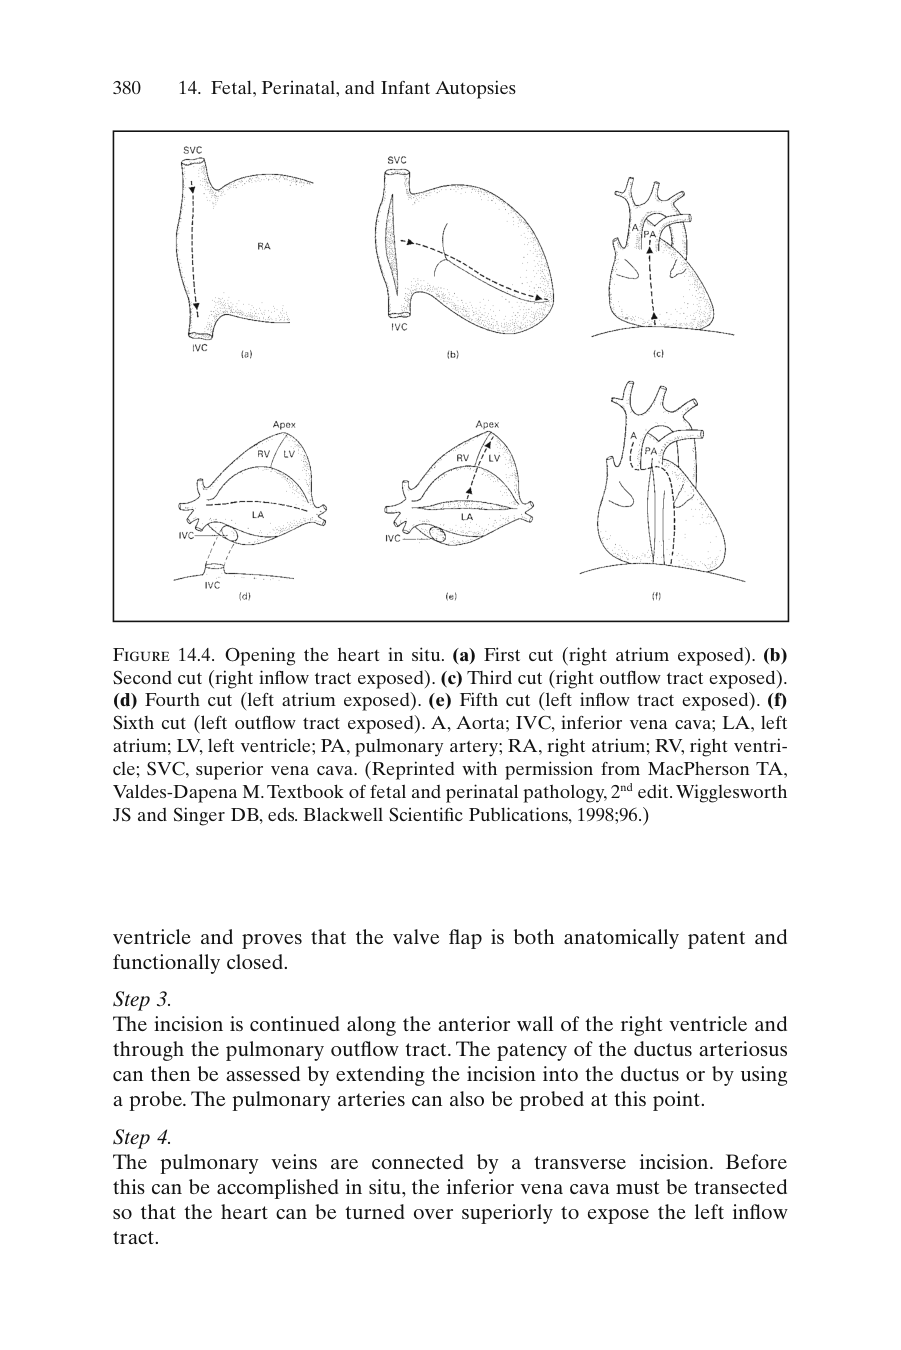 380 14. Fetal, Perinatal, and Infant Autopsies
SVC
RA
IVC
(a)
SVC
IVC
(b)
A
PA
(c)
Apex
RV
LV
LA
IVC
IVC
(d)
Apex
RV
LV
LA
IVC
(e)
A
PA
(f)
FIGURE 14.4. Opening the heart in situ. (a) First cut (right atrium exposed). (b)
Second cut (right inflow tract exposed). (c) Third cut (right outflow tract exposed).
(d) Fourth cut (left atrium exposed). (e) Fifth cut (left inflow tract exposed). (f)
Sixth cut (left outflow tract exposed). A, Aorta; IVC, inferior vena cava; LA, left
atrium; LV, left ventricle; PA, pulmonary artery; RA, right atrium; RV, right ventri-
cle; SVC, superior vena cava. (Reprinted with permission from MacPherson TA,
Valdes-Dapena M. Textbook of fetal and perinatal pathology, 2nd edit. Wigglesworth
JS and Singer DB, eds. Blackwell Scientific Publications, 1998;96.)
ventricle and proves that the valve flap is both anatomically patent and
functionally closed.
Step 3.
The incision is continued along the anterior wall of the right ventricle and
through the pulmonary outflow tract. The patency of the ductus arteriosus
can then be assessed by extending the incision into the ductus or by using
a probe. The pulmonary arteries can also be probed at this point.
Step 4.
The pulmonary veins are connected by a transverse incision. Before
this can be accomplished in situ, the inferior vena cava must be transected
so that the heart can be turned over superiorly to expose the left inflow
tract.